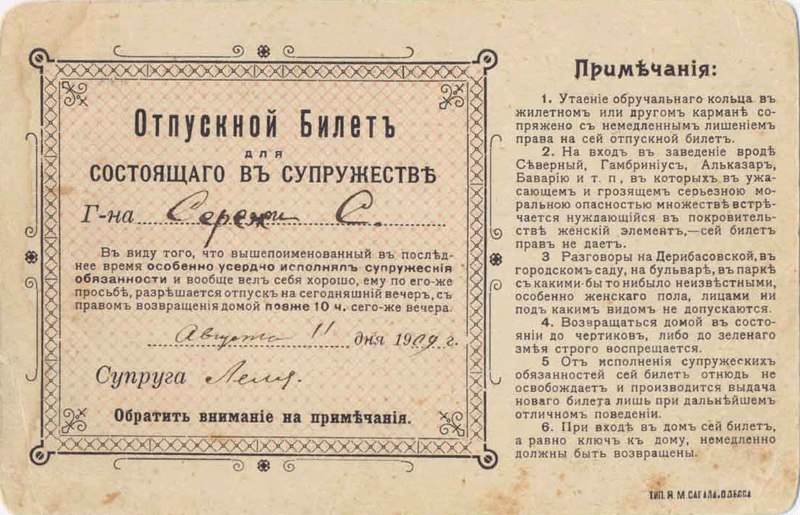 Отпускной Билетъ
для
СОСТОЯЩАГО ВЪ СУПРУЖЕСТВѢ
Г-на Сережи С.
Въ виду того, что вышепоименованный въ послѣд-
нее время особенно усердно исполнялъ супружескія
обязанности и вообще велъ себя хорошо, ему по его-же
просьбѣ, разрѣшается отпускъ на сегодняшній вечеръ, съ
правомъ возвращенія домой позже 10 ч. сего-же вечера.
Августа 11 дня 1909 г.
Супруга Леля.
Обратить вниманіе на примѣчанія.
Примѣчанія:
1. Утаеніе обручальнаго кольца въ
жилетномъ или другомъ карманѣ со-
пряжено съ немедленнымъ лишеніемъ
права на сей отпускной билетъ.
2. На входъ въ заведеніе вродѣ
Сѣверный, Гамбриніусъ, Альказаръ,
Баварію и т. п, въ которыхъ въ ужа-
сающемъ и грозящемъ серьезною мо-
ральною опасностью множествѣ встрѣ-
чается нуждающійся въ покровитель-
ствѣ женскій элементъ,—сей билетъ
правъ не даетъ.
3 Разговоры на Дерибасовской, въ
городскомъ саду, на бульварѣ, въ паркѣ
съ какими-бы то нибыло неизвѣстными,
особенно женскаго пола, лицами ни
подъ какимъ видомъ не допускаются.
4. Возвращаться домой въ состо-
яніи до чертиковъ, либо до зеленаго
змѣя строго воспрещается.
5 Отъ исполненія супружескихъ
обязанностей сей билетъ отнюдь не
освобождаетъ и производится выдача
новаго билета лишь при дальнѣйшемъ
отличномъ поведеніи.
6. При входѣ въ домъ сей билетъ,
а равно ключъ къ дому, немедленно
должны быть возвращены.
ТИП. Я. М. САГАЛА. ОДЕССА